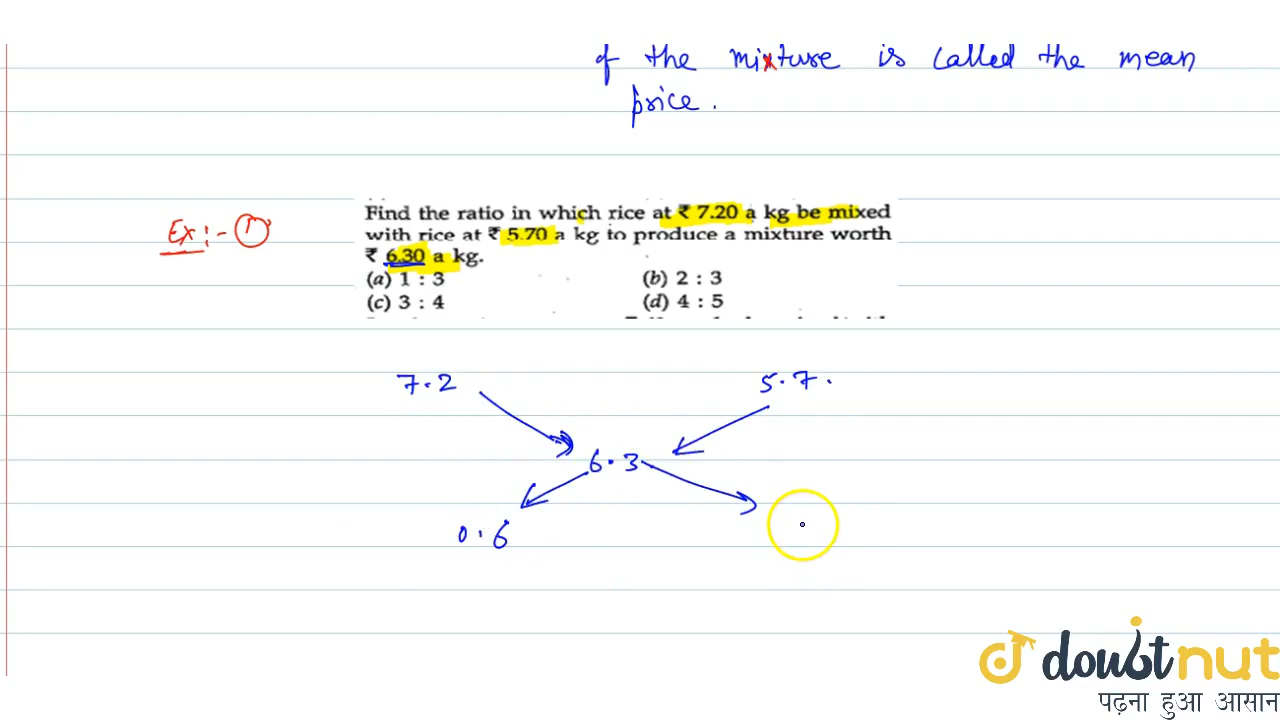 of the mixture is called the mean
price.
Ex:- 1
Find the ratio in which rice at ₹ 7.20 a kg be mixed
with rice at ₹ 5.70 a kg to produce a mixture worth
₹ 6.30 a kg.
(a) 1 : 3 (b) 2 : 3
(c) 3 : 4 (d) 4 : 5
7.2 5.7.
6.3
0.6
doubtnut
पढ़ना हुआ आसान